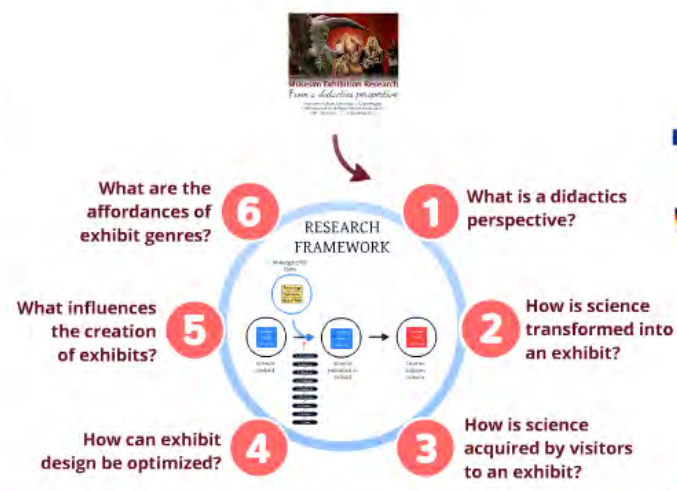 Museum Exhibition Research
From a didactics perspective
1
What is a didactics
perspective?
2
How is science
transformed into
an exhibit?
3
How is science
acquired by visitors
to an exhibit?
4
How can exhibit
design be optimized?
5
What influences
the creation
of exhibits?
6
What are the
affordances of
exhibit genres?
RESEARCH
FRAMEWORK